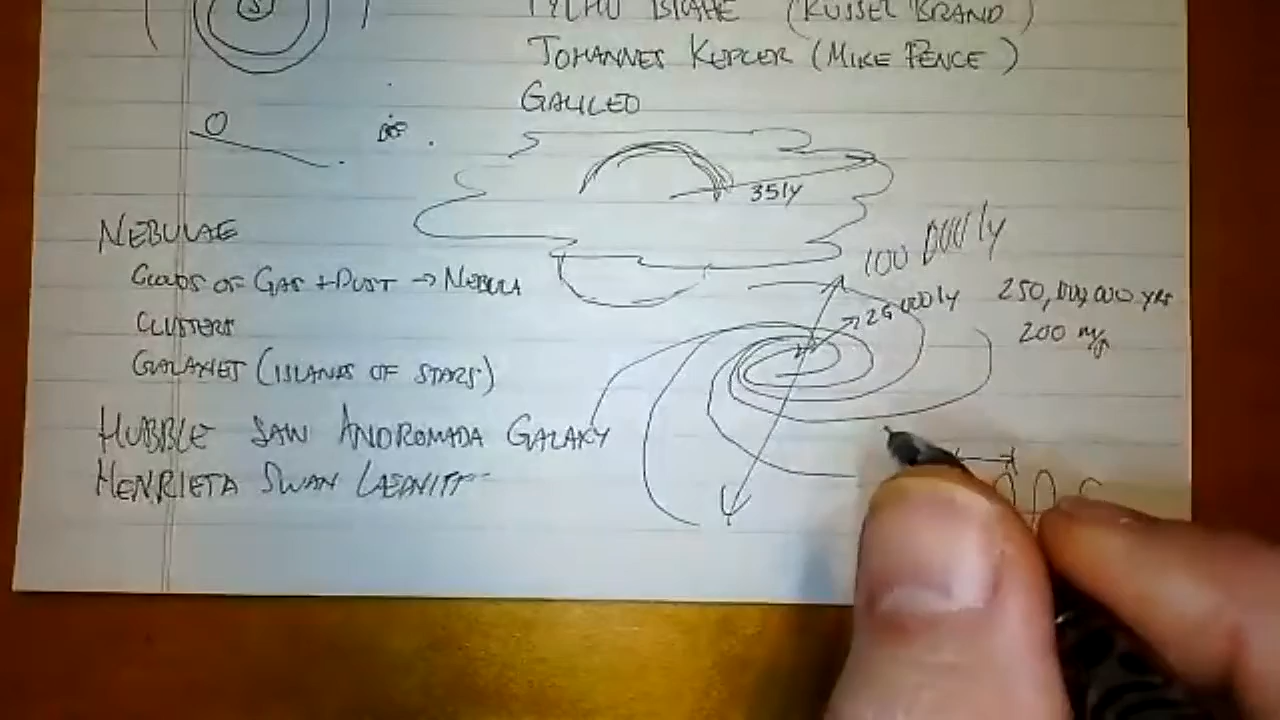 TYCHO BRAHE (RUSSEL BRAND)
JOHANNES KEPLER (MIKE PENCE)
GALILEO
35 ly
NEBULAE
CLOUDS OF GAS + DUST → NEBULA
CLUSTERS
GALAXIES (ISLANDS OF STARS)
100 000 ly
25 000 ly
250,000,000 yrs
200
HUBBLE SAW ANDROMADA GALAXY
HENRIETA SWAN